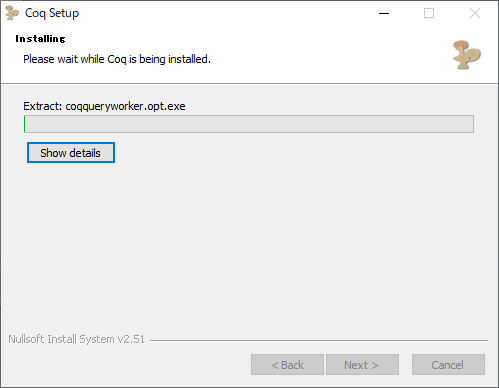 Coq Setup
Installing
Please wait while Coq is being installed.
Extract: coqqueryworker.opt.exe
Show details
Nullsoft Install System v2.51
< Back
Next >
Cancel